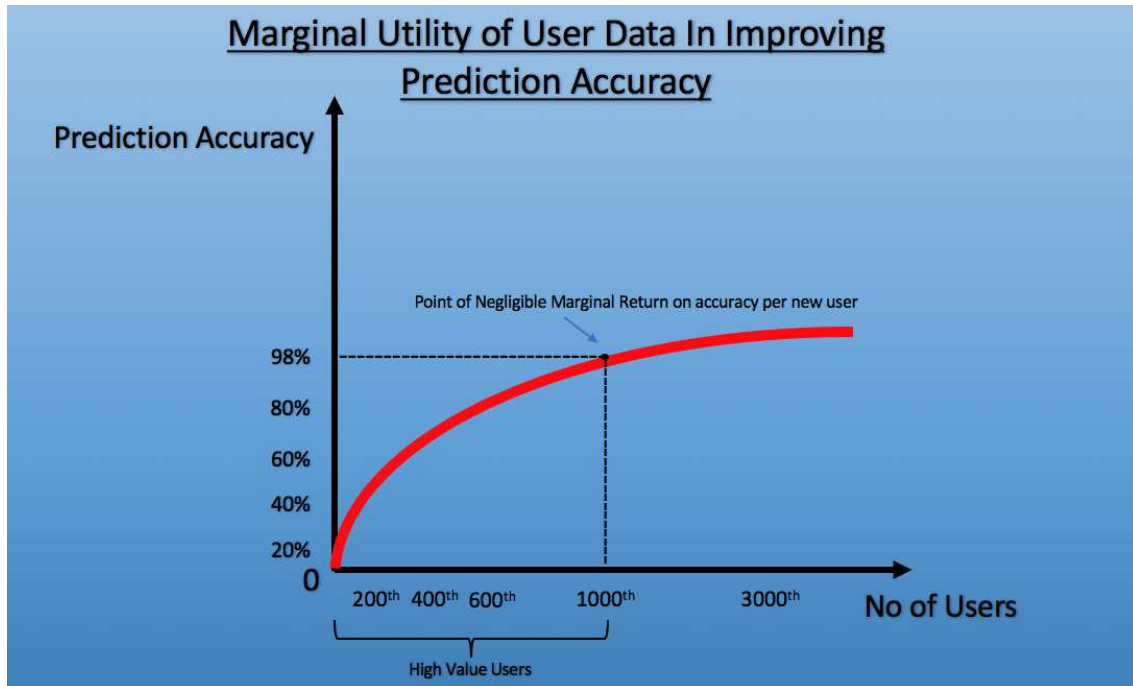 Marginal Utility of User Data In Improving
Prediction Accuracy
Prediction Accuracy
Point of Negligible Marginal Return on accuracy per new user
98%
80%
60%
40%
20%
0
200th 400th 600th 1000th 3000th
No of Users
High Value Users